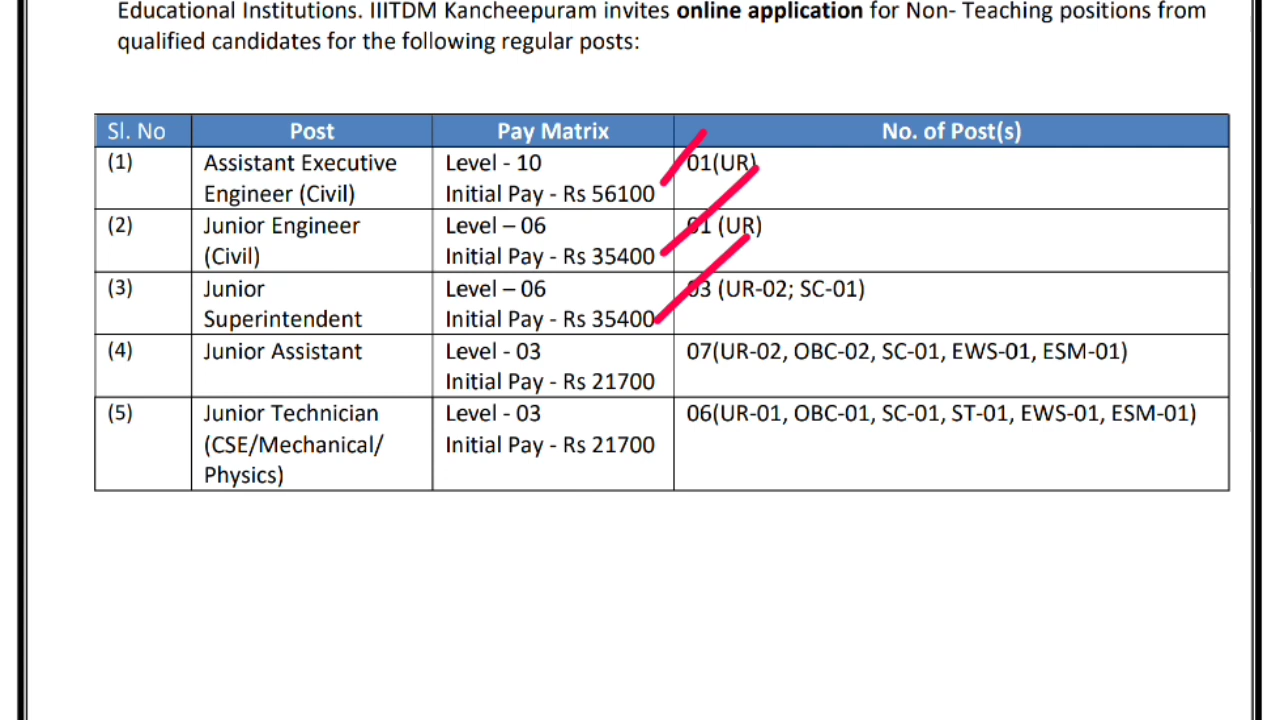 Educational Institutions. IIITDM Kancheepuram invites online application for Non- Teaching positions from
qualified candidates for the following regular posts:
Sl. No Post Pay Matrix No. of Post(s)
(1) Assistant Executive Level - 10 01(UR)
Engineer (Civil) Initial Pay - Rs 56100
(2) Junior Engineer Level – 06 01 (UR)
(Civil) Initial Pay - Rs 35400
(3) Junior Level – 06 03 (UR-02; SC-01)
Superintendent Initial Pay - Rs 35400
(4) Junior Assistant Level - 03 07(UR-02, OBC-02, SC-01, EWS-01, ESM-01)
Initial Pay - Rs 21700
(5) Junior Technician Level - 03 06(UR-01, OBC-01, SC-01, ST-01, EWS-01, ESM-01)
(CSE/Mechanical/ Initial Pay - Rs 21700
Physics)